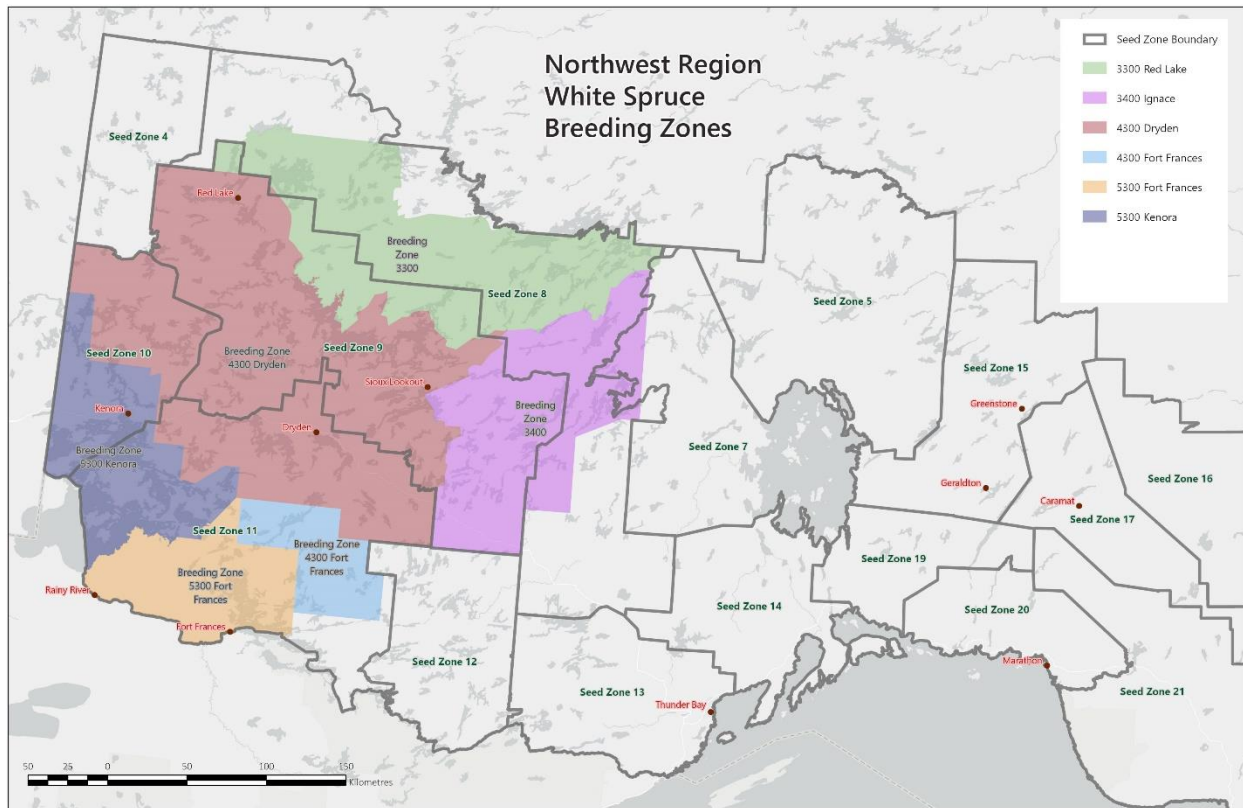 Northwest Region
White Spruce
Breeding Zones
Seed Zone Boundary
3300 Red Lake
3400 Ignace
4300 Dryden
4300 Fort Frances
5300 Fort Frances
5300 Kenora
Seed Zone 4
Red Lake
Breeding
Zone
3300
Seed Zone 8
Seed Zone 5
Seed Zone 10
Breeding Zone
4300 Dryden
Seed Zone 9
Sioux Lookout
Seed Zone 15
Greenstone
Kenora
Dryden
Breeding
Zone
3400
Seed Zone 7
Breeding Zone
5300 Kenora
Geraldton
Caramat
Seed Zone 17
Seed Zone 16
Seed Zone 11
Breeding Zone
4300 Fort
Frances
Seed Zone 19
Breeding Zone
5300 Fort
Frances
Rainy River
Fort Frances
Seed Zone 14
Seed Zone 20
Seed Zone 12
Seed Zone 13
Marathon
Seed Zone 21
Thunder Bay
50 25 0 50 100 150
Kilometres